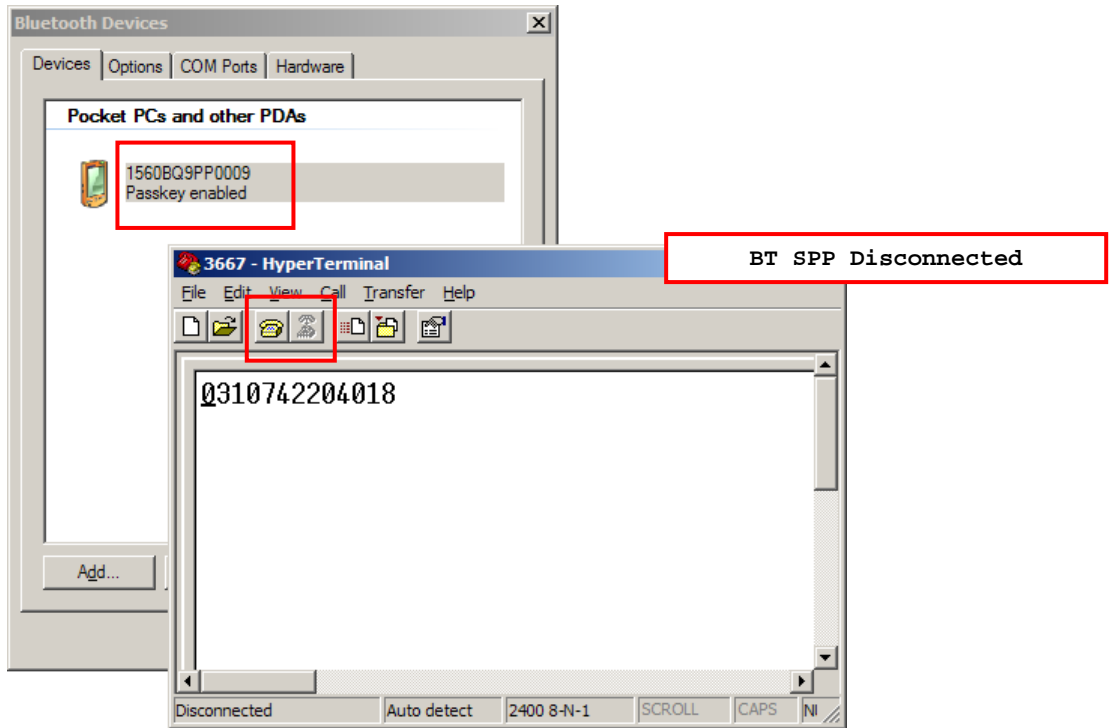 Bluetooth Devices
Devices Options COM Ports Hardware
Pocket PCs and other PDAs
1560BQ9PP0009
Passkey enabled
Add...
BT SPP Disconnected
3667 - HyperTerminal
File Edit View Call Transfer Help
0310742204018
Disconnected Auto detect 2400 8-N-1 SCROLL CAPS